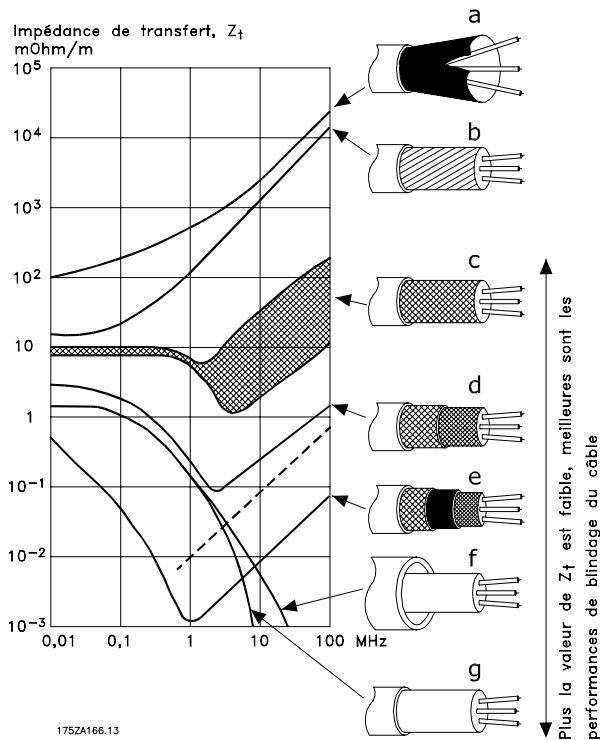 Impédance de transfert, Zt
mOhm/m
10⁵
10⁴
10³
10²
10
1
10⁻¹
10⁻²
10⁻³
0,01 0,1 1 10 100 MHz
a
b
c
d
e
f
g
Plus la valeur de Zt est faible, meilleures sont les
performances de blindage du câble
175ZA166.13